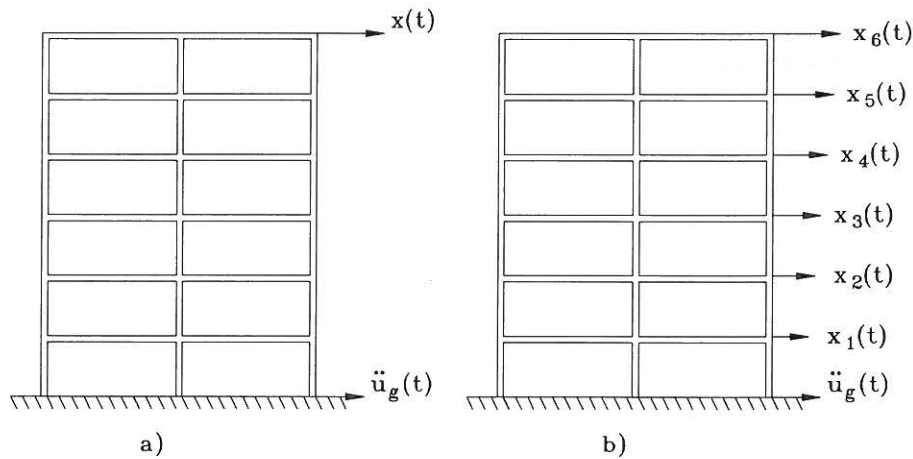 x(t)
ü_g(t)
a)
x_6(t)
x_5(t)
x_4(t)
x_3(t)
x_2(t)
x_1(t)
ü_g(t)
b)